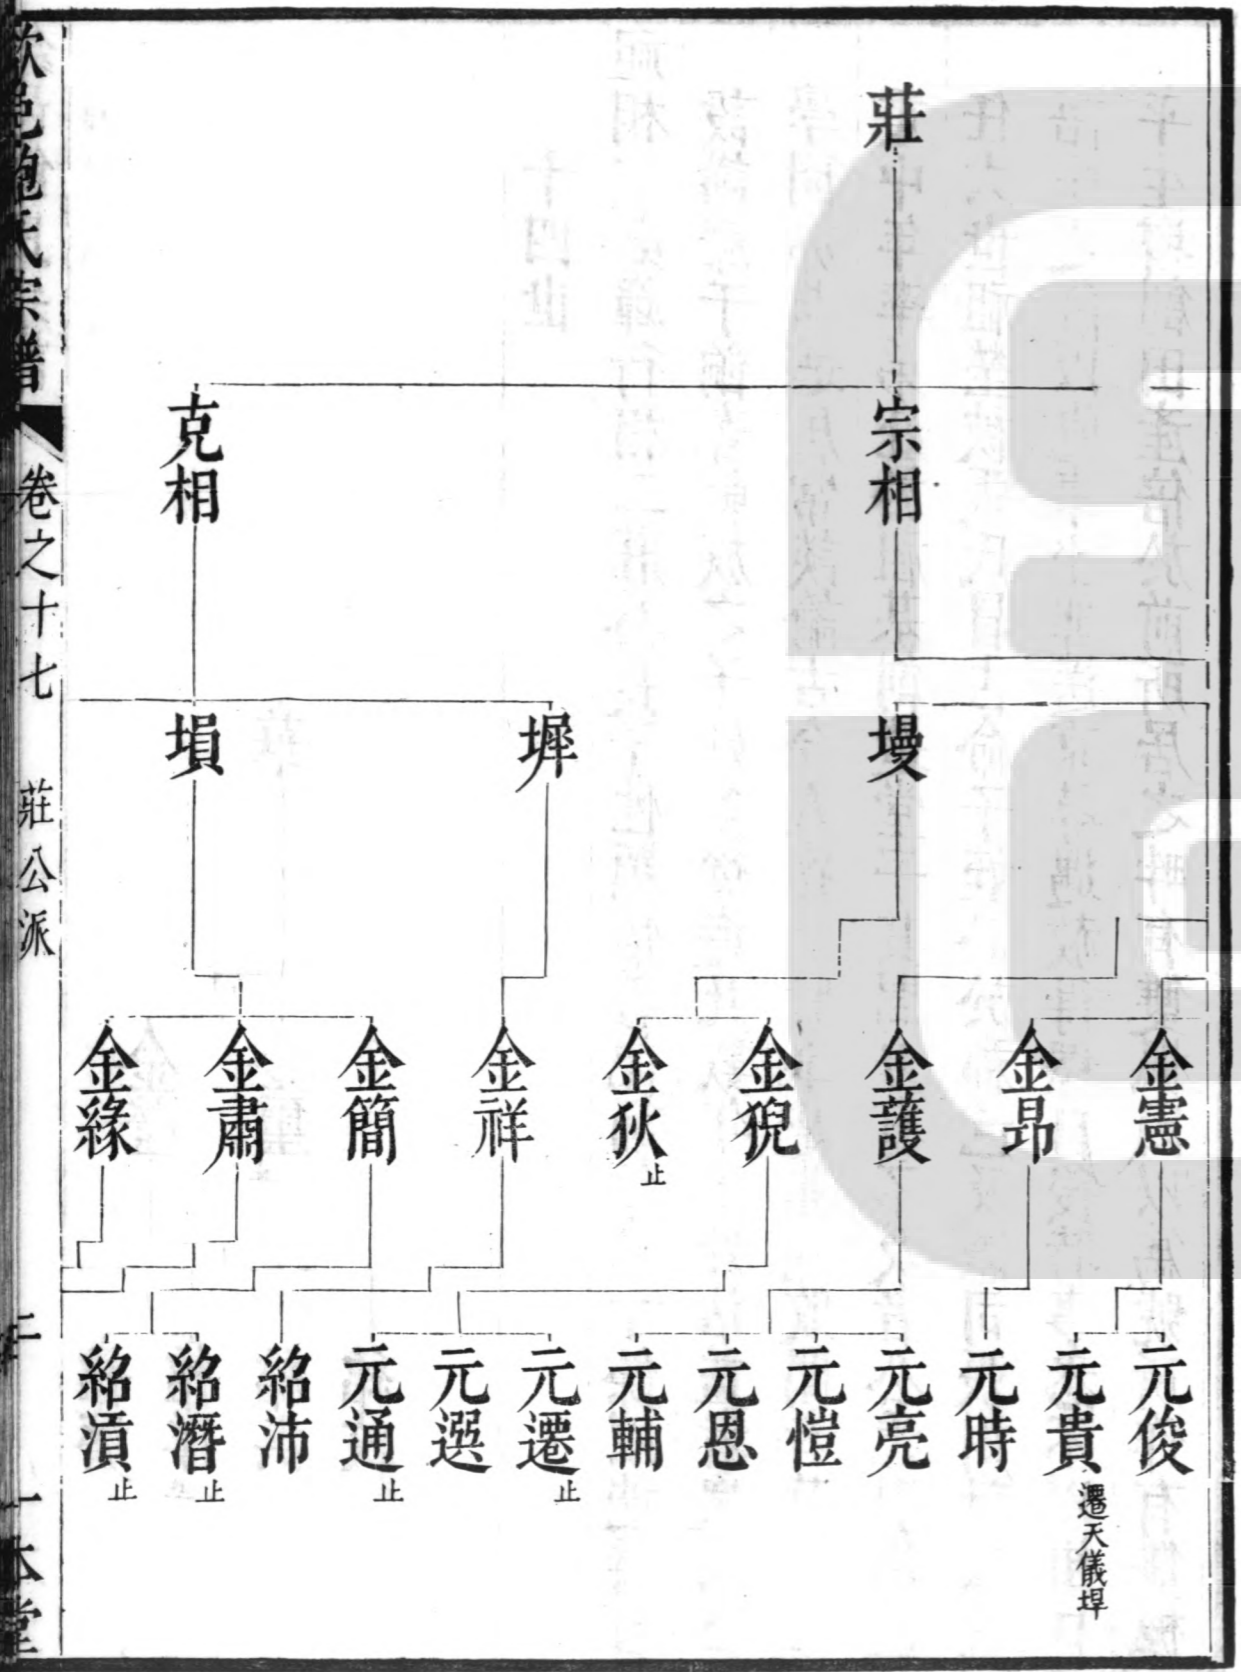 莊
宗相
克相
墁
墀
塤
金憲
金昂
金護
金猊
金狄 止
金祥
金簡
金肅
金緣
元俊
元貴 遷天儀埠
元時
元亮
元愷
元恩
元輔
元遷 止
元選
元通 止
紹沛
紹潛 止
紹湞 止
歙邑鮑氏宗譜
卷之十七
莊公派
一本堂